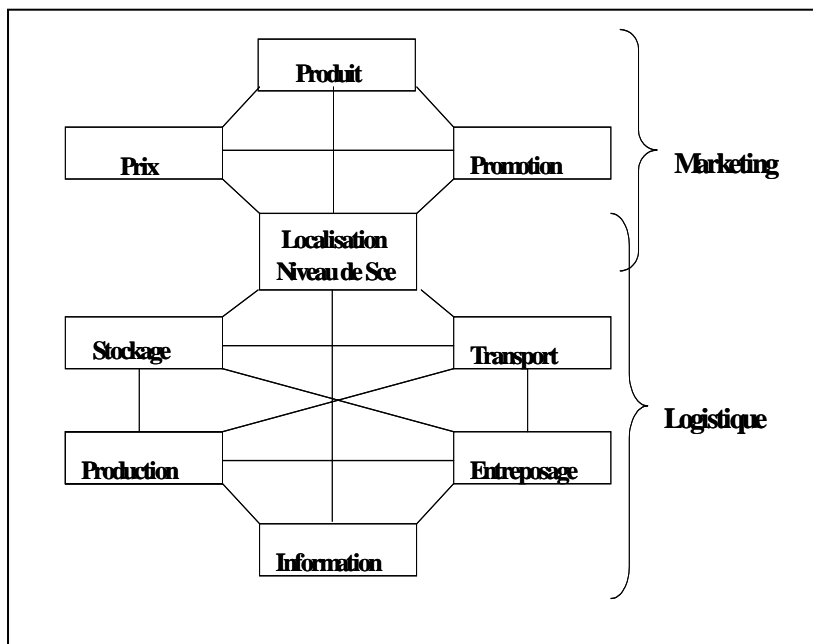 Produit
Prix
Promotion
Marketing
Localisation
Niveau de Sce
Stockage
Transport
Logistique
Production
Entreposage
Information